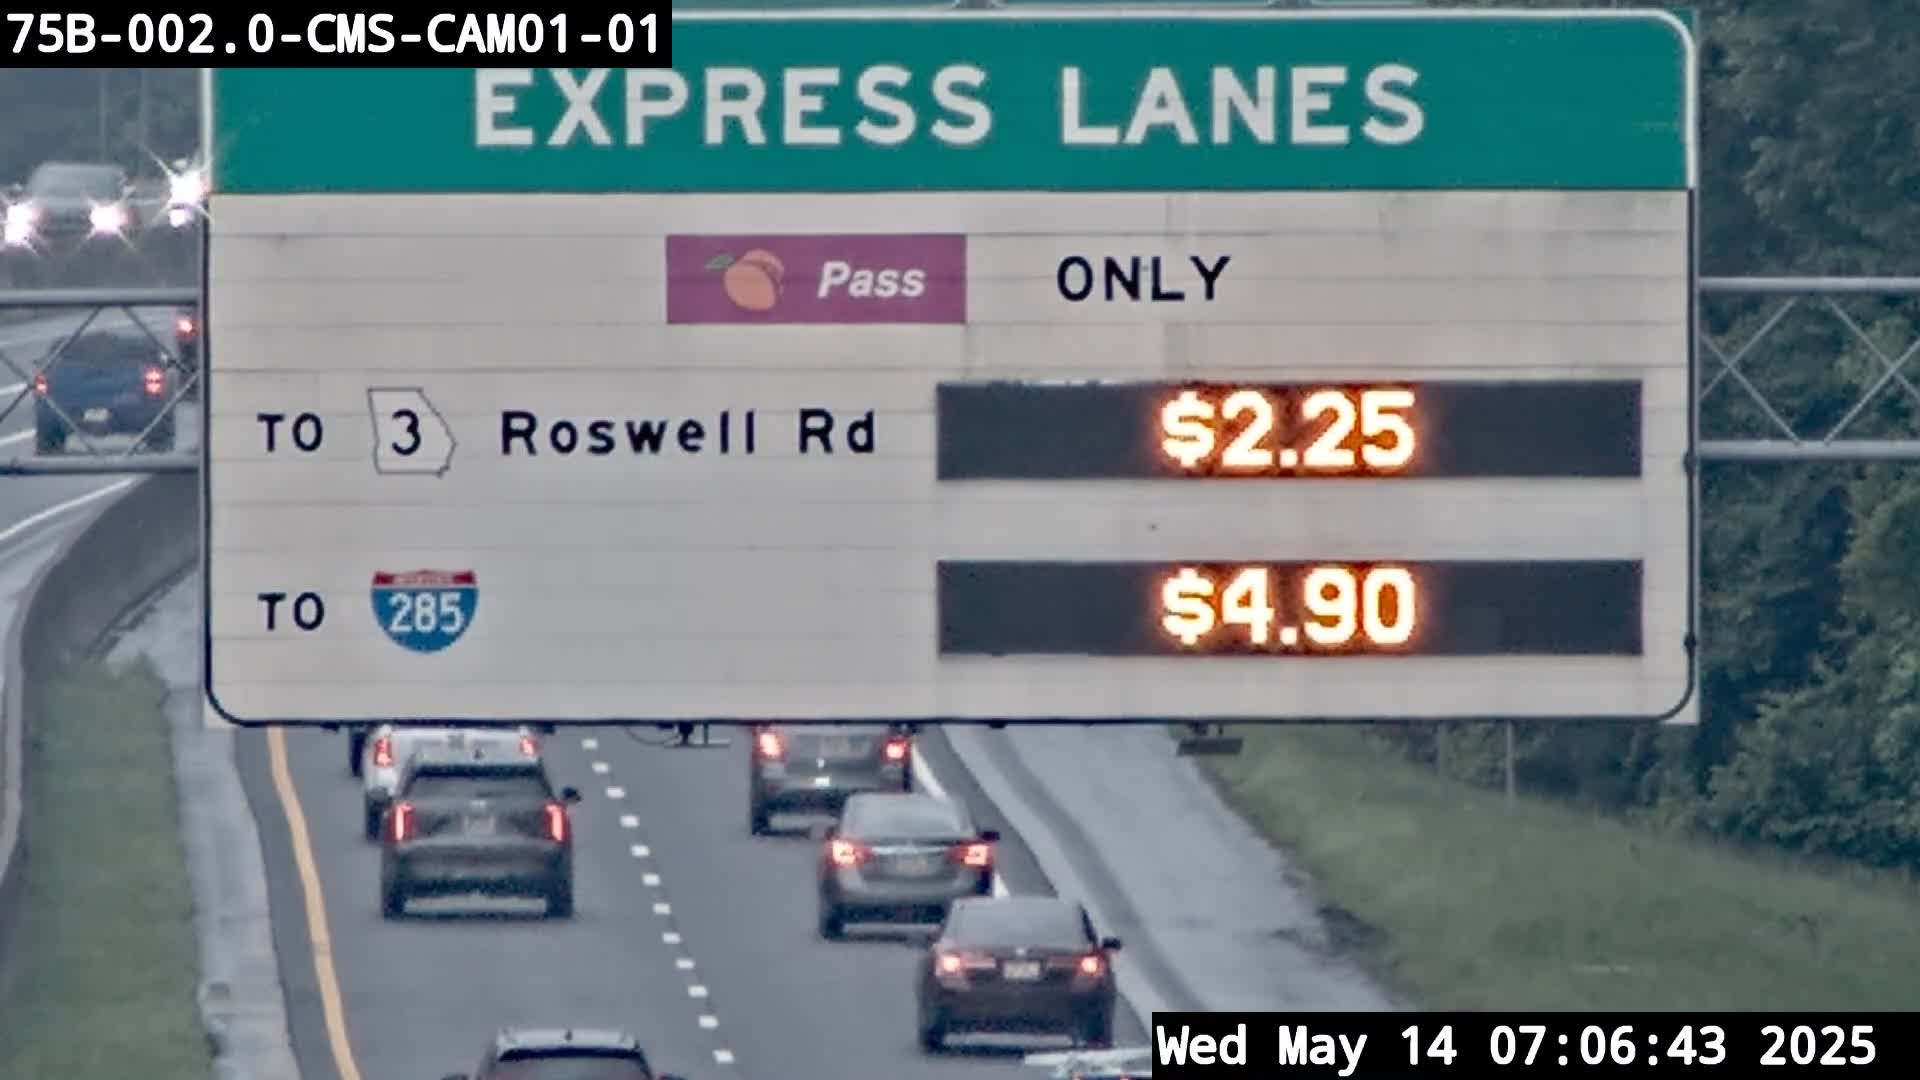 75B-002.0-CMS-CAM01-01
EXPRESS LANES
Pass ONLY
TO 3 Roswell Rd $2.25
TO 285 $4.90
Wed May 14 07:06:43 2025